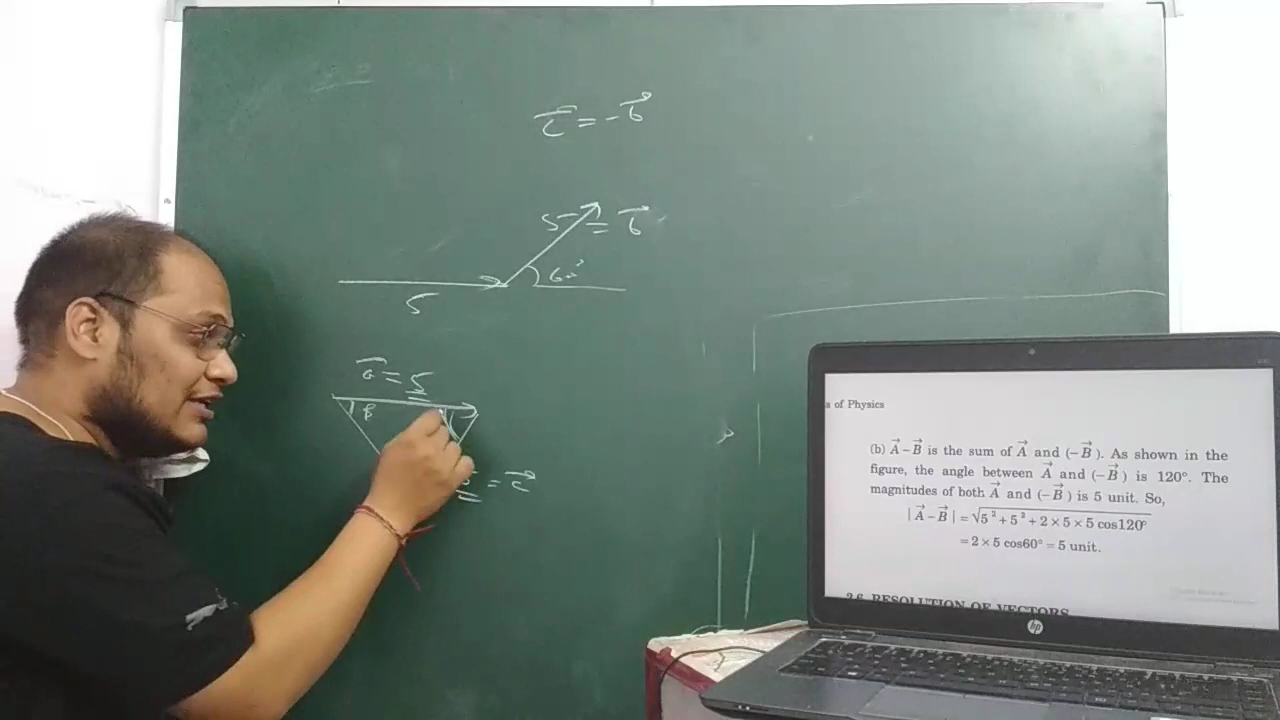 c⃗ = -b⃗
5 = b⃗
60°
5
a⃗ = 5
β
= c⃗
s of Physics
(b) A⃗ – B⃗ is the sum of A⃗ and (–B⃗). As shown in the
figure, the angle between A⃗ and (–B⃗) is 120°. The
magnitudes of both A⃗ and (–B⃗) is 5 unit. So,
| A⃗ – B⃗ | = √5² + 5² + 2 × 5 × 5 cos120°
= 2 × 5 cos60° = 5 unit.
2.6 RESOLUTION OF VECTORS
hp